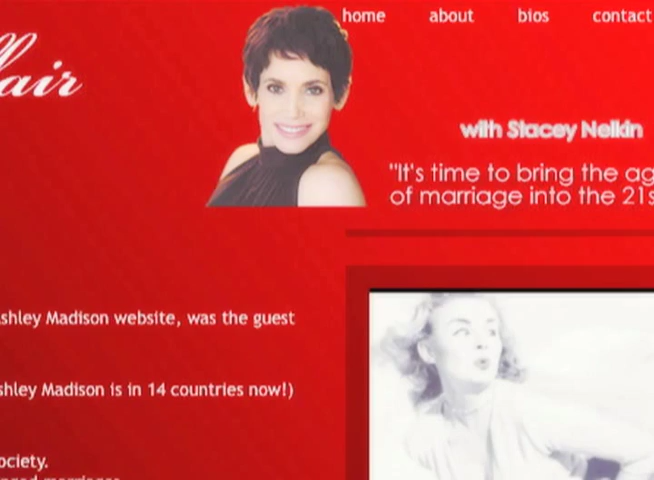 home about bios contact
lair
with Stacey Nelkin
"It's time to bring the ag
of marriage into the 21s
shley Madison website, was the guest
shley Madison is in 14 countries now!)
ociety.